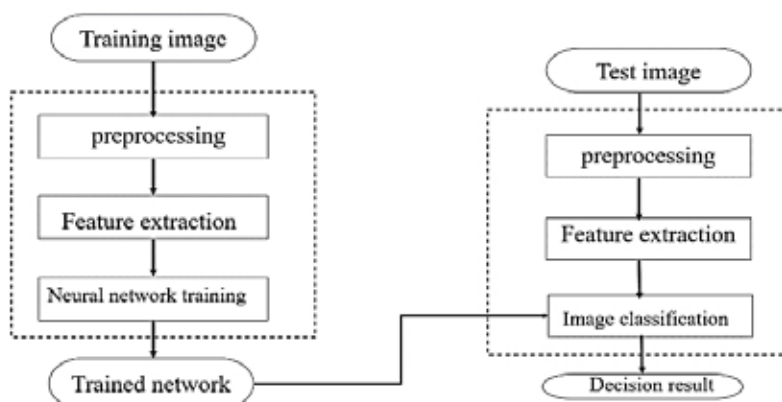 Training image
preprocessing
Feature extraction
Neural network training
Trained network
Test image
preprocessing
Feature extraction
Image classification
Decision result